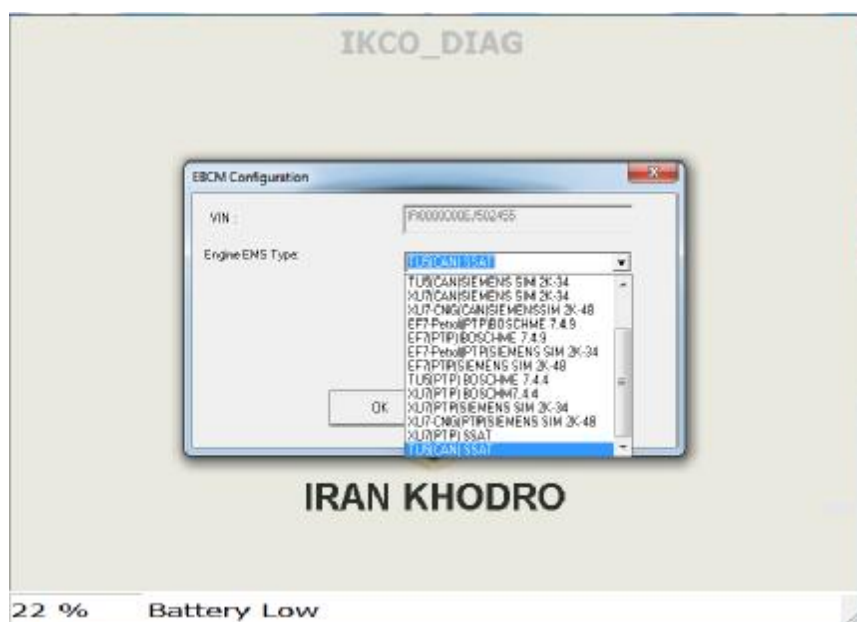 IKCO_DIAG
EBCM Configuration
VIN :
Engine EMS Type:
TU5(CAN) SSAT
TU5(CAN)SIEMENS SIM 2K-34
XU7(CAN)SIEMENS SIM 2K-34
XU7-CNG(CAN)SIEMENSSIM 2K-48
EF7-Petrol(PTP)BOSCHME 7.4.9
EF7(PTP)BOSCHME 7.4.9
EF7-Petrol(PTP)SIEMENS SIM 2K-34
EF7(PTP)SIEMENS SIM 2K-48
TU5(PTP) BOSCHME 7.4.4
XU7(PTP) BOSCHM7.4.4
XU7(PTP)SIEMENS SIM 2K-34
XU7-CNG(PTP)SIEMENS SIM 2K-48
XU7(PTP) SSAT
TU5(CAN) SSAT
OK
IRAN KHODRO
22 % Battery Low